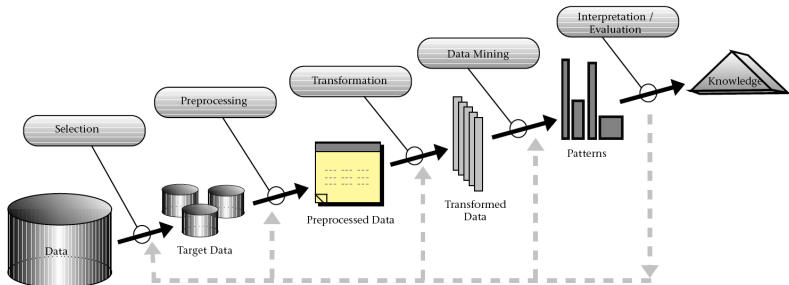 Interpretation /
Evaluation
Data Mining
Transformation
Preprocessing
Selection
Knowledge
Patterns
Transformed
Data
Preprocessed Data
Target Data
Data